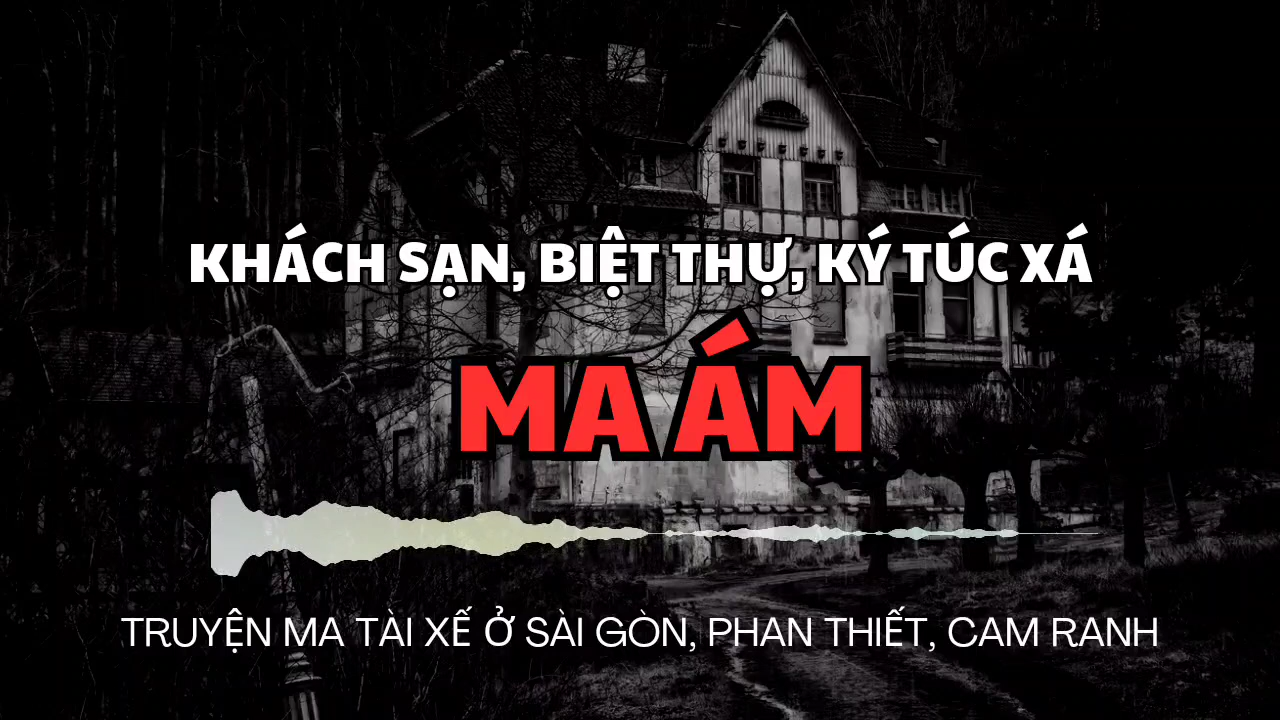 KHÁCH SẠN, BIỆT THỰ, KÝ TÚC XÁ
MA ÁM
TRUYỆN MA TÀI XẾ Ở SÀI GÒN, PHAN THIẾT, CAM RANH